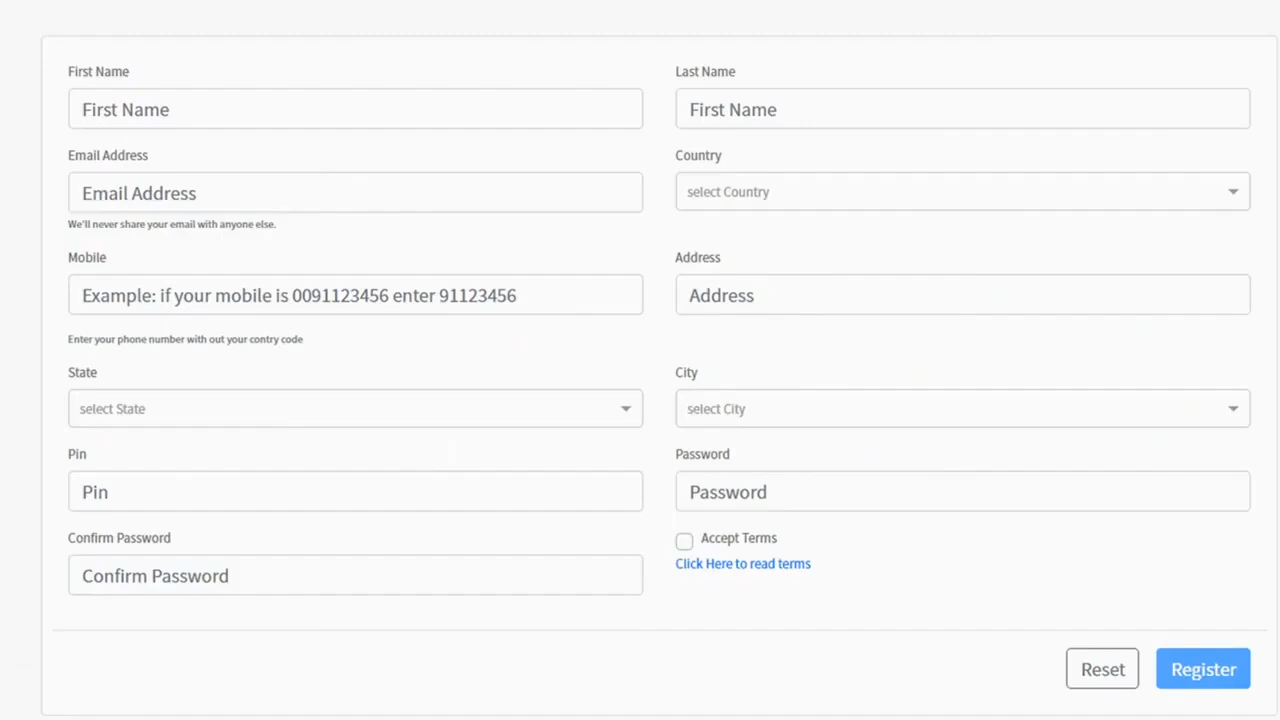 First Name
Last Name
First Name
First Name
Email Address
Country
Email Address
select Country
We'll never share your email with anyone else.
Mobile
Address
Example: if your mobile is 0091123456 enter 91123456
Address
Enter your phone number with out your contry code
State
City
select State
select City
Pin
Password
Pin
Password
Confirm Password
Accept Terms
Click Here to read terms
Confirm Password
Reset
Register